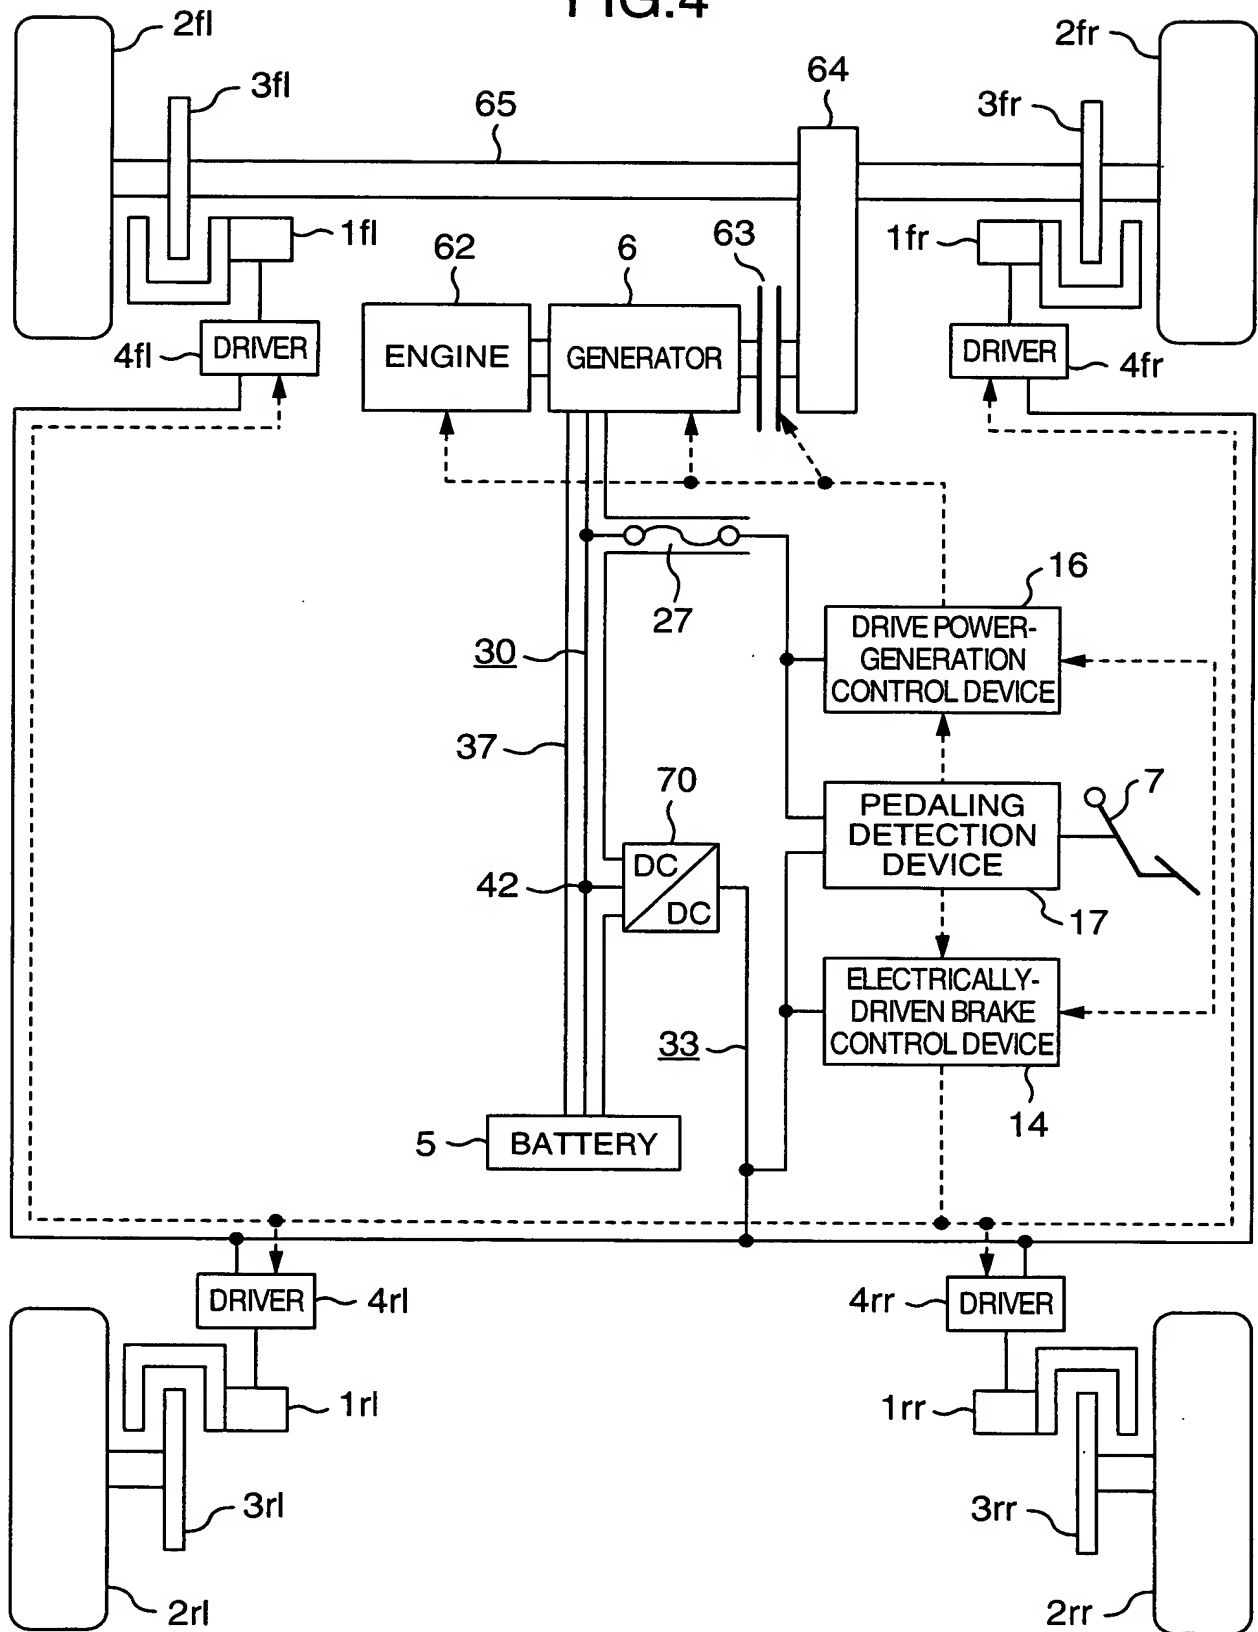 FIG.4
2fl
2fr
64
3fl
65
3fr
1fl
62
6
63
1fr
4fl
DRIVER
ENGINE
GENERATOR
DRIVER
4fr
27
16
DRIVE POWER-
GENERATION
CONTROL DEVICE
30
37
70
7
PEDALING
DETECTION
DEVICE
42
DC
DC
17
ELECTRICALLY-
DRIVEN BRAKE
CONTROL DEVICE
33
14
5
BATTERY
DRIVER
4rl
4rr
DRIVER
1rl
1rr
3rl
3rr
2rl
2rr